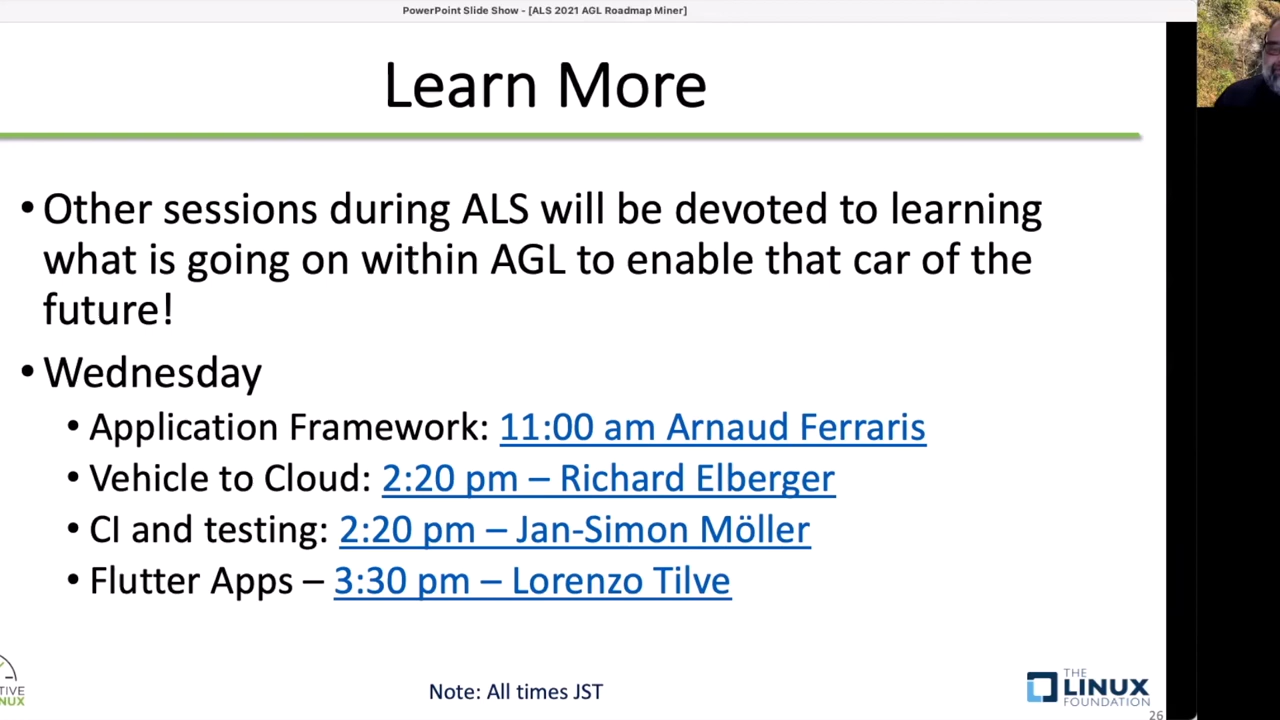 PowerPoint Slide Show - [ALS 2021 AGL Roadmap Miner]
Learn More
• Other sessions during ALS will be devoted to learning
what is going on within AGL to enable that car of the
future!
• Wednesday
• Application Framework: 11:00 am Arnaud Ferraris
• Vehicle to Cloud: 2:20 pm – Richard Elberger
• CI and testing: 2:20 pm – Jan-Simon Möller
• Flutter Apps – 3:30 pm – Lorenzo Tilve
TIVE
NUX
Note: All times JST
THE
LINUX
FOUNDATION
26